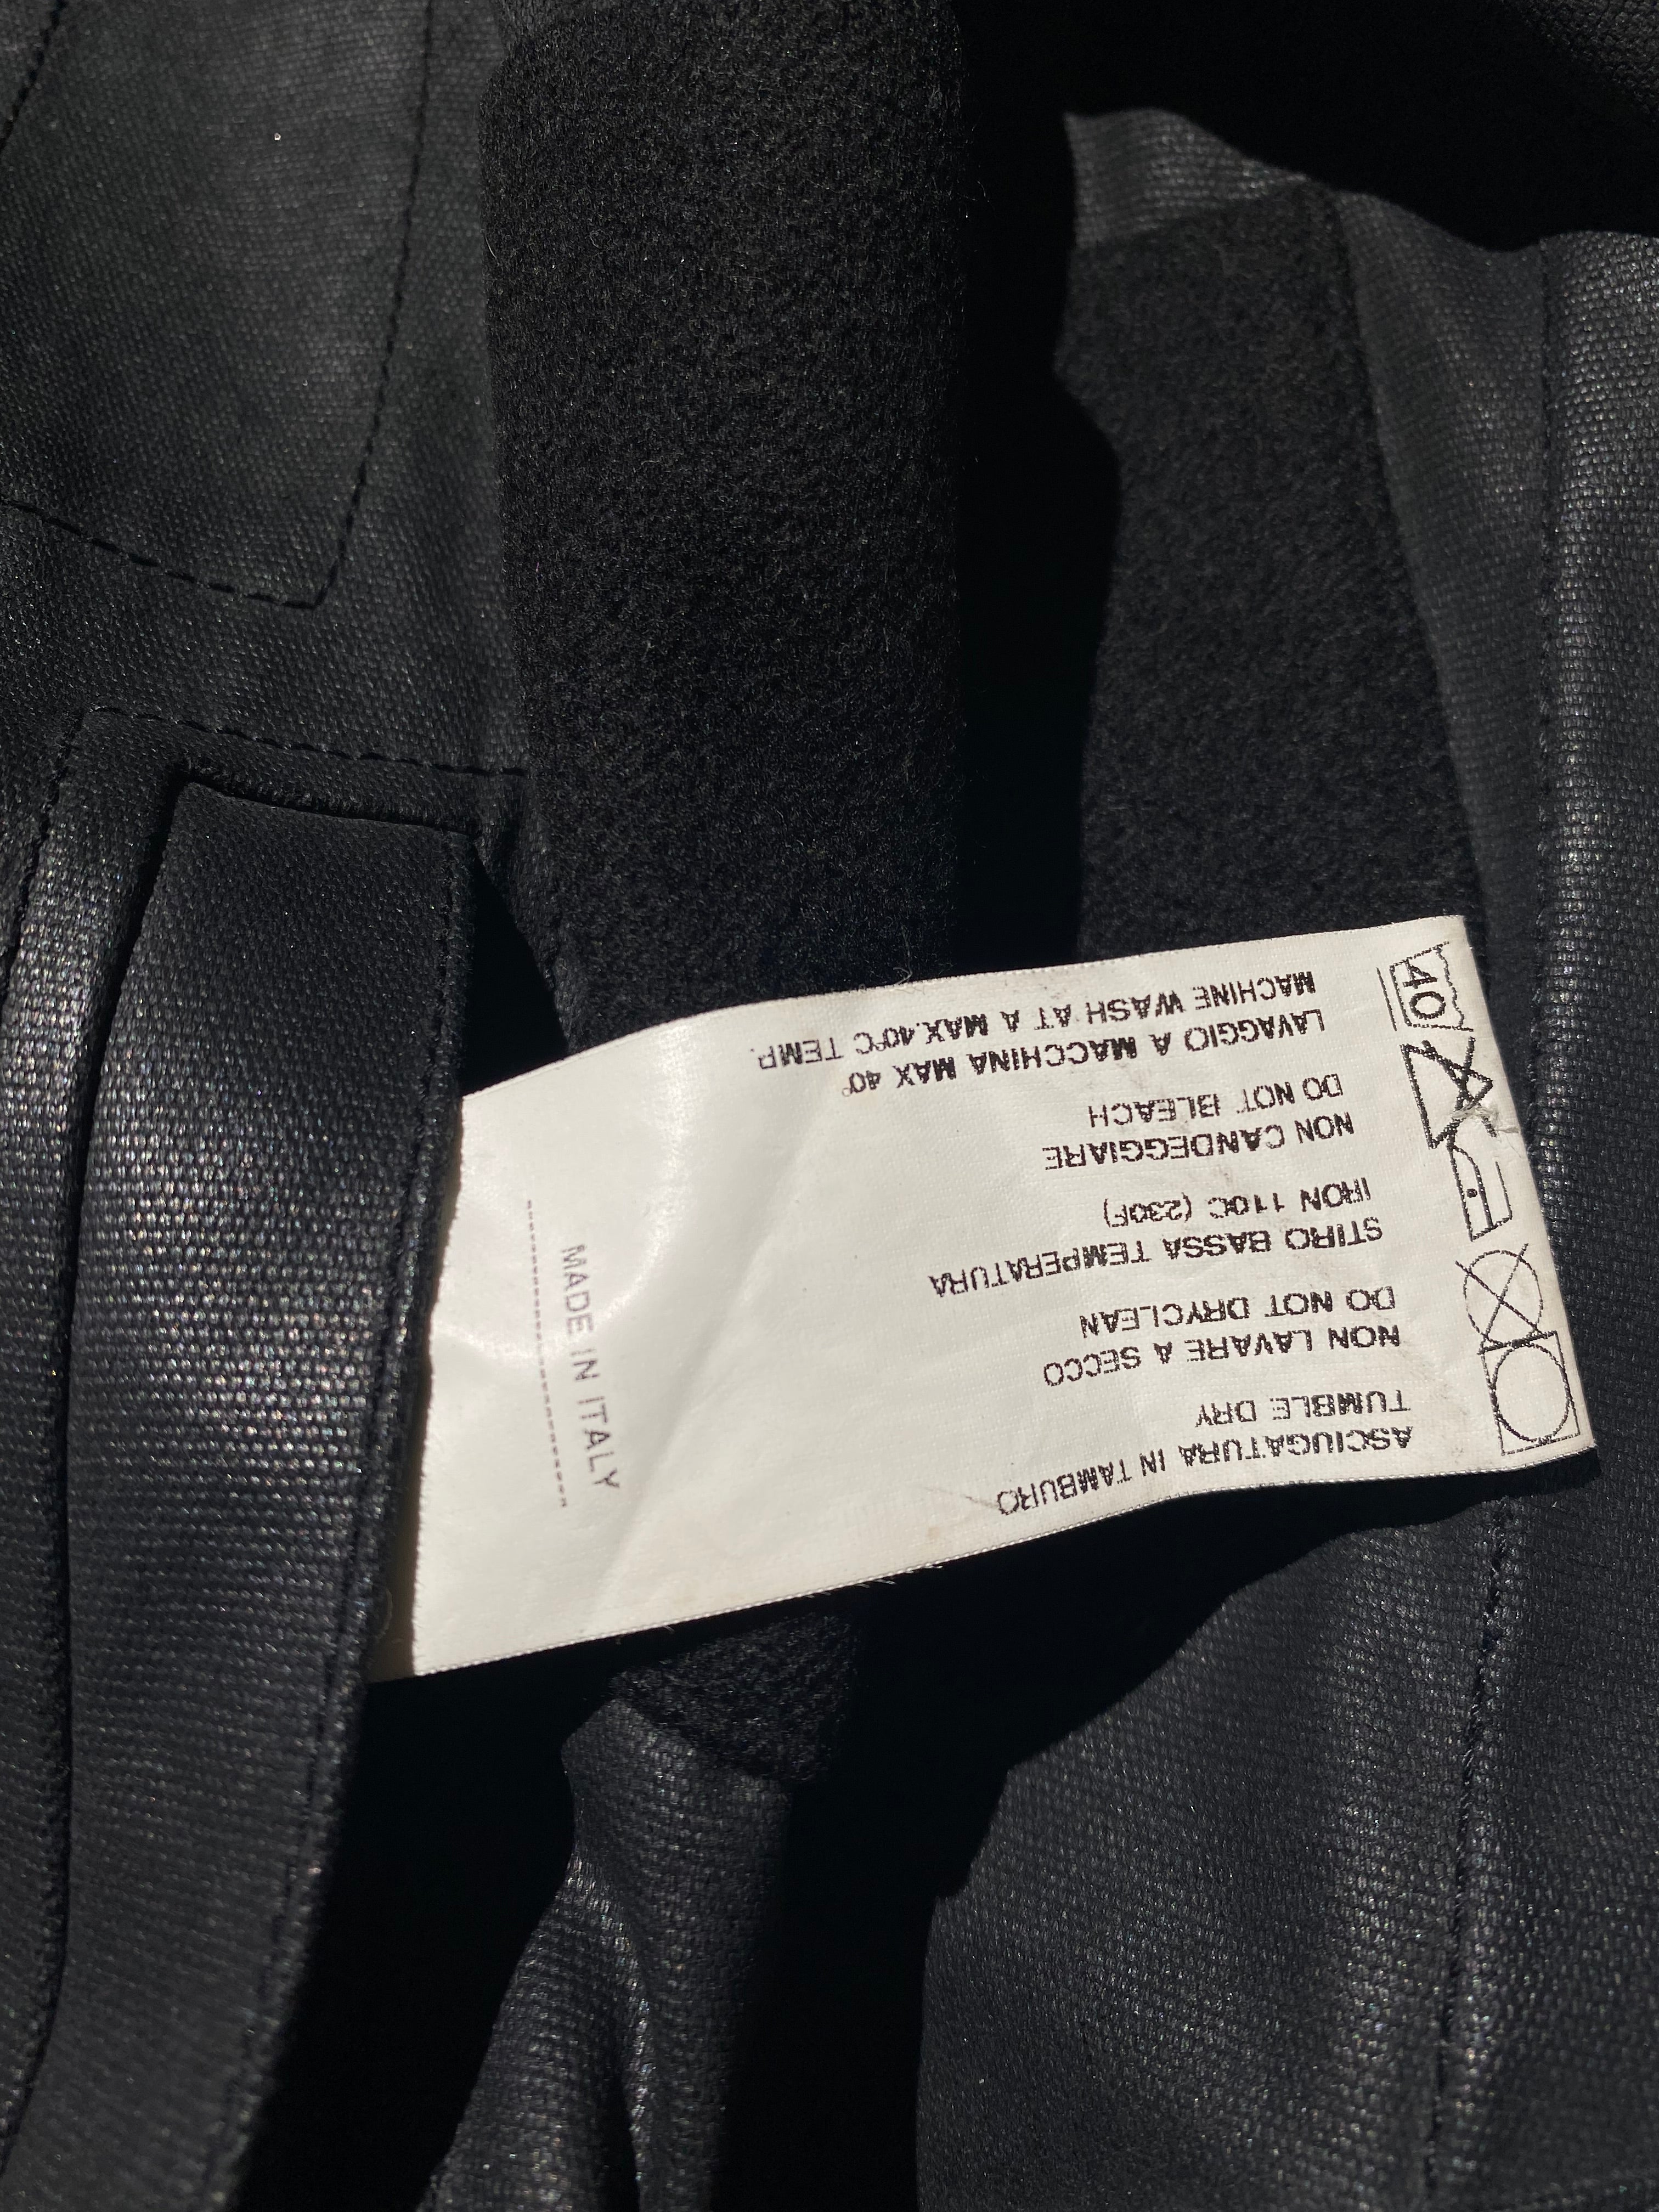 ASCIUGATURA IN TAMBURO
TUMBLE DRY
NON LAVARE A SECCO
DO NOT DRYCLEAN
STIRO BASSA TEMPERATURA
IRON 110C (230F)
NON CANDEGGIARE
DO NOT BLEACH
40
LAVAGGIO A MACCHINA MAX 40°
MACHINE WASH AT A MAX.40°C TEMP.
MADE IN ITALY